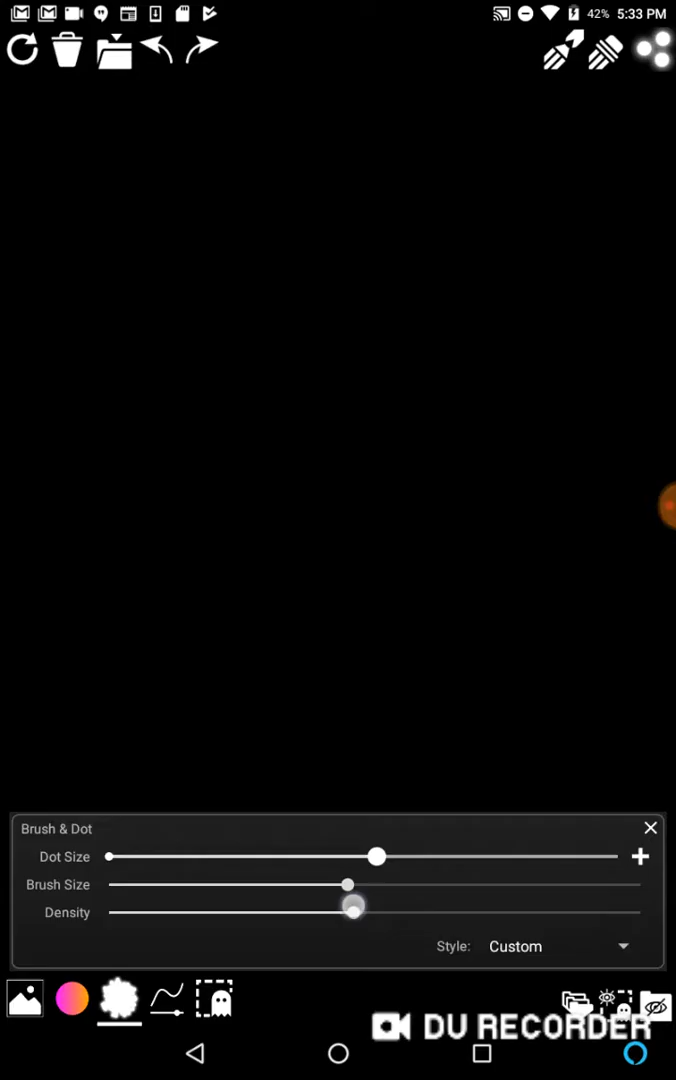 42% 5:33 PM
Brush & Dot
Dot Size
Brush Size
Density
Style: Custom
DU RECORDER